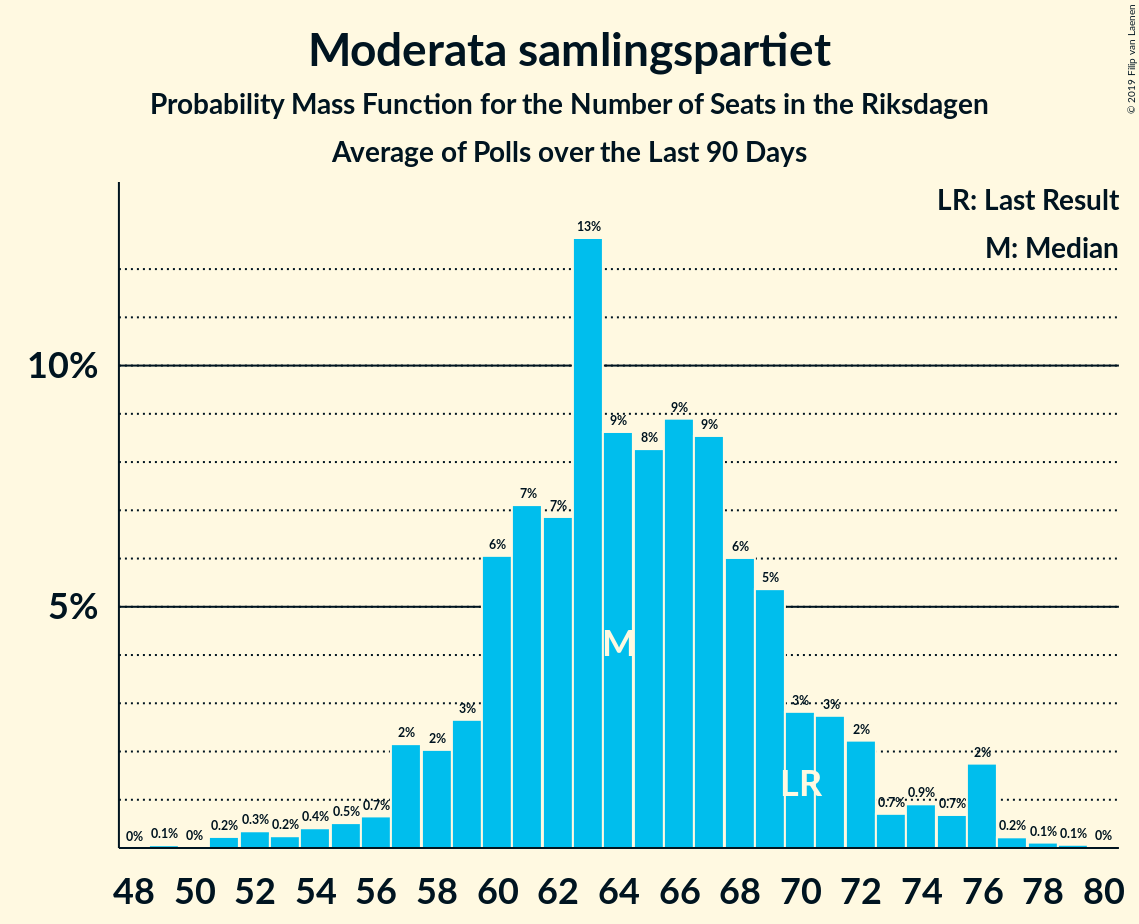 Moderata samlingspartiet
Probability Mass Function for the Number of Seats in the Riksdagen
Average of Polls over the Last 90 Days
© 2019 Filip van Laenen
LR: Last Result
M: Median
10%
5%
0% 0.1% 0% 0.2% 0.3% 0.2% 0.4% 0.5% 0.7% 2% 2% 3% 6% 7% 7% 13% 9% 8% 9% 9% 6% 5% 3% 3% 2% 0.7% 0.9% 0.7% 2% 0.2% 0.1% 0.1% 0%
M
LR
48 50 52 54 56 58 60 62 64 66 68 70 72 74 76 78 80